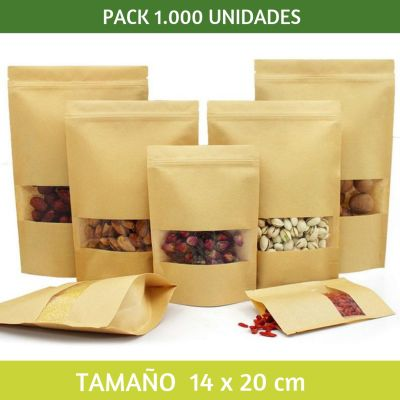 PACK 1.000 UNIDADES
TAMAÑO 14 x 20 cm